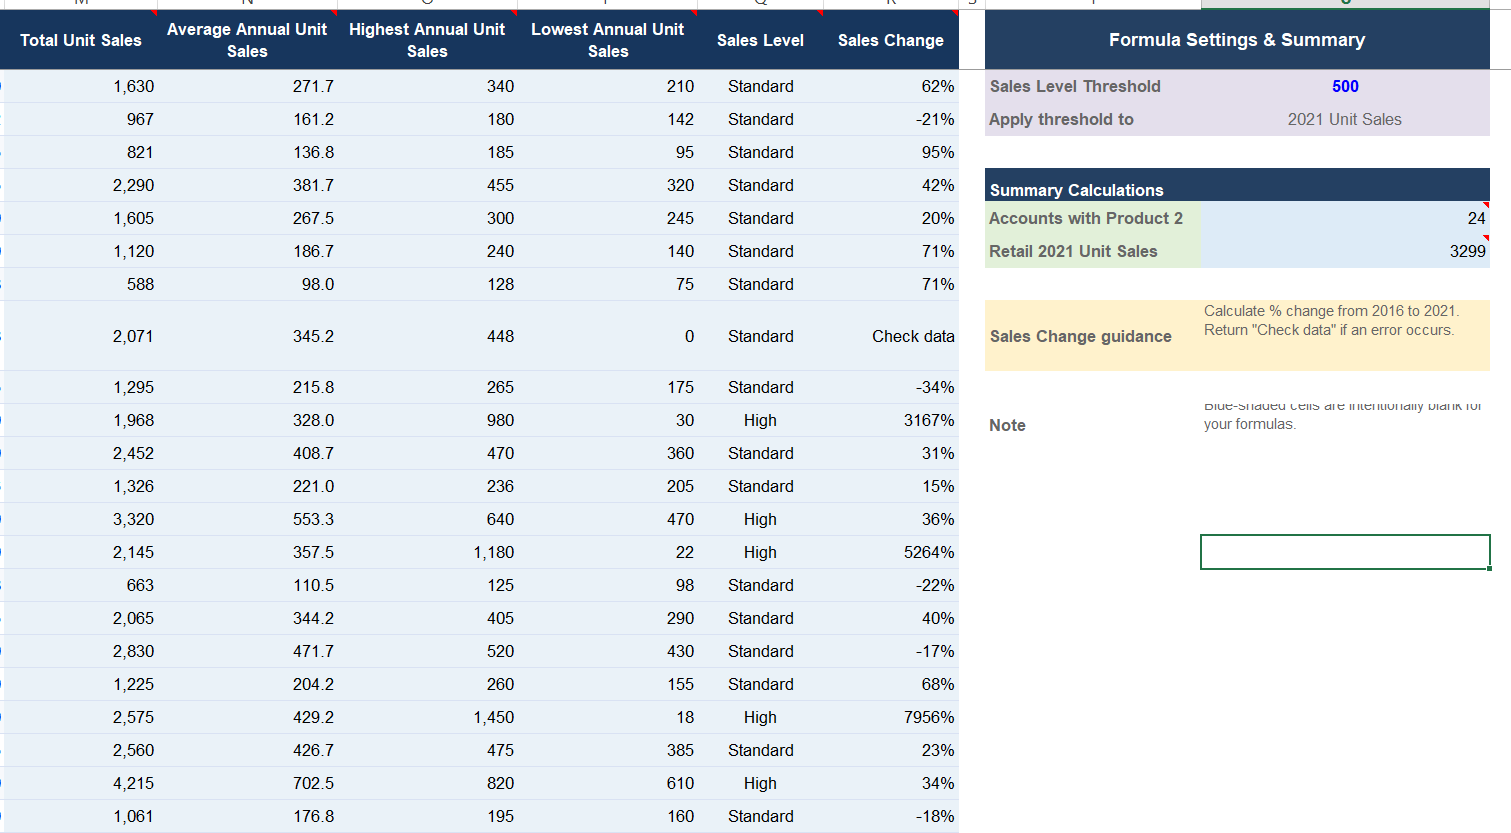 Total Unit Sales Average Annual Unit Sales Highest Annual Unit Sales Lowest Annual Unit Sales Sales Level Sales Change
1,630 271.7 340 210 Standard 62%
967 161.2 180 142 Standard -21%
821 136.8 185 95 Standard 95%
2,290 381.7 455 320 Standard 42%
1,605 267.5 300 245 Standard 20%
1,120 186.7 240 140 Standard 71%
588 98.0 128 75 Standard 71%
2,071 345.2 448 0 Standard Check data
1,295 215.8 265 175 Standard -34%
1,968 328.0 980 30 High 3167%
2,452 408.7 470 360 Standard 31%
1,326 221.0 236 205 Standard 15%
3,320 553.3 640 470 High 36%
2,145 357.5 1,180 22 High 5264%
663 110.5 125 98 Standard -22%
2,065 344.2 405 290 Standard 40%
2,830 471.7 520 430 Standard -17%
1,225 204.2 260 155 Standard 68%
2,575 429.2 1,450 18 High 7956%
2,560 426.7 475 385 Standard 23%
4,215 702.5 820 610 High 34%
1,061 176.8 195 160 Standard -18%
Formula Settings & Summary
Sales Level Threshold 500
Apply threshold to 2021 Unit Sales
Summary Calculations
Accounts with Product 2 24
Retail 2021 Unit Sales 3299
Sales Change guidance
Calculate % change from 2016 to 2021.
Return "Check data" if an error occurs.
Note
Blue-shaded cells are intentionally blank for
your formulas.